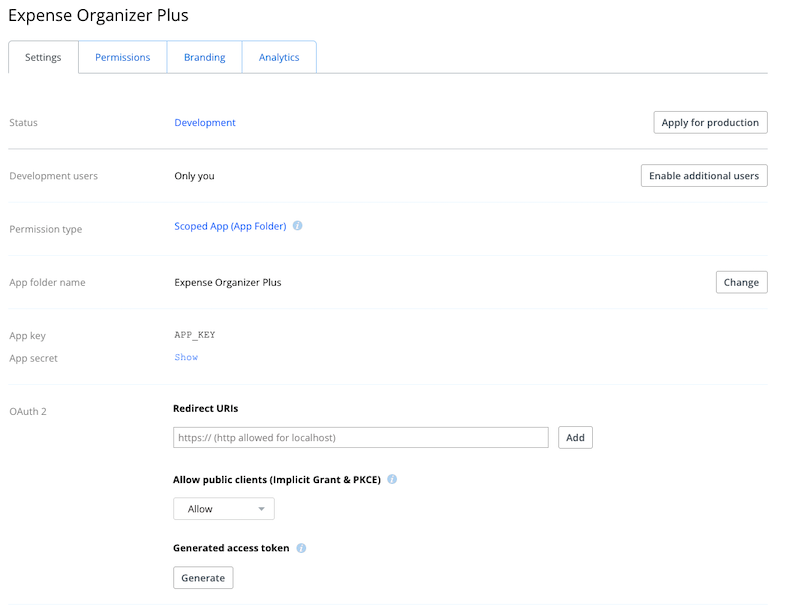 Expense Organizer Plus
Settings Permissions Branding Analytics
Status Development Apply for production
Development users Only you Enable additional users
Permission type Scoped App (App Folder) i
App folder name Expense Organizer Plus Change
App key APP_KEY
App secret Show
OAuth 2 Redirect URIs
https:// (http allowed for localhost) Add
Allow public clients (Implicit Grant & PKCE) i
Allow
Generated access token i
Generate